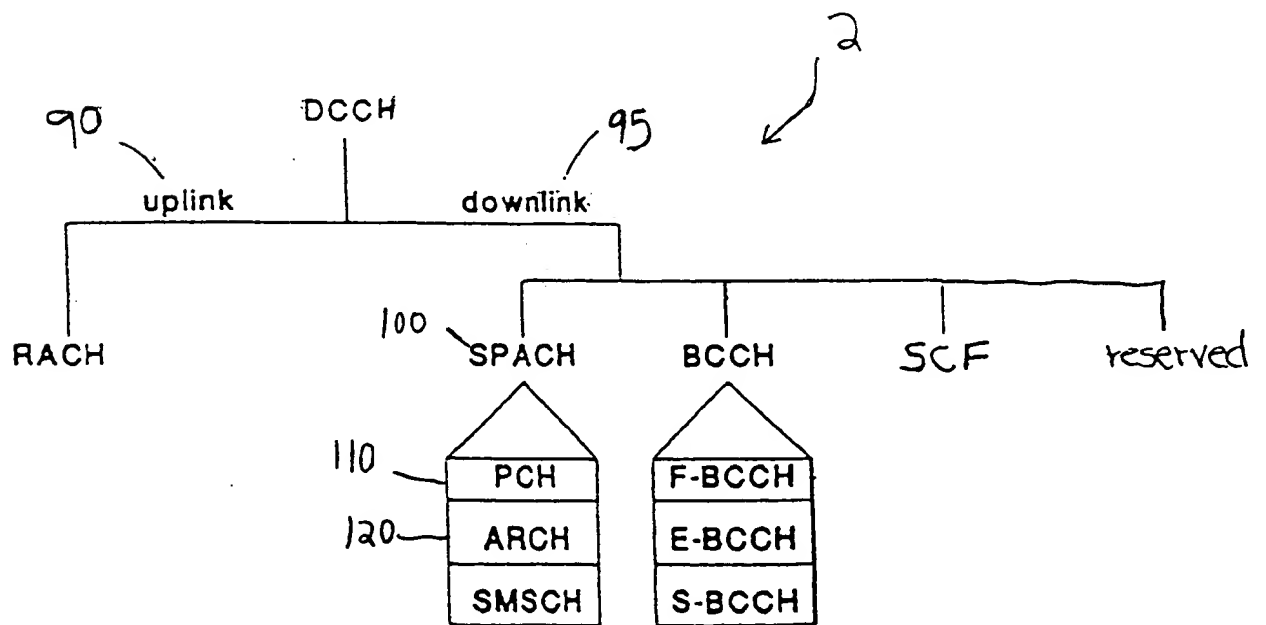 2
DCCH
90
95
uplink
downlink
100
RACH
SPACH
BCCH
SCF
reserved
110
PCH
F-BCCH
120
ARCH
E-BCCH
SMSCH
S-BCCH